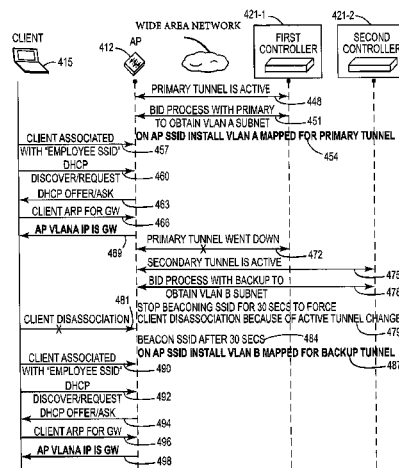 WIDE AREA NETWORK
421-1
421-2
CLIENT
AP
FIRST
CONTROLLER
SECOND
CONTROLLER
412
415
PRIMARY TUNNEL IS ACTIVE
448
BID PROCESS WITH PRIMARY
TO OBTAIN VLAN A SUBNET
451
CLIENT ASSOCIATED
WITH "EMPLOYEE SSID"
457
ON AP SSID INSTALL VLAN A MAPPED FOR PRIMARY TUNNEL
454
DHCP
DISCOVER/REQUEST
460
DHCP OFFER/ASK
463
CLIENT ARP FOR GW
466
AP VLANA IP IS GW
469
PRIMARY TUNNEL WENT DOWN
X
472
SECONDARY TUNNEL IS ACTIVE
475
BID PROCESS WITH BACKUP TO
OBTAIN VLAN B SUBNET
478
481
STOP BEACONING SSID FOR 30 SECS TO FORCE
CLIENT DISASSOCIATION BECAUSE OF ACTIVE TUNNEL CHANGE
479
CLIENT DISASSOCIATION
X
BEACON SSID AFTER 30 SECS
484
CLIENT ASSOCIATED
WITH "EMPLOYEE SSID"
490
ON AP SSID INSTALL VLAN B MAPPED FOR BACKUP TUNNEL
487
DHCP
DISCOVER/REQUEST
492
DHCP OFFER/ASK
494
CLIENT ARP FOR GW
496
AP VLANA IP IS GW
498